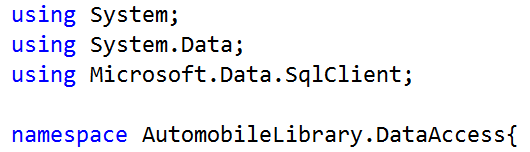 using System;
using System.Data;
using Microsoft.Data.SqlClient;
namespace AutomobileLibrary.DataAccess{